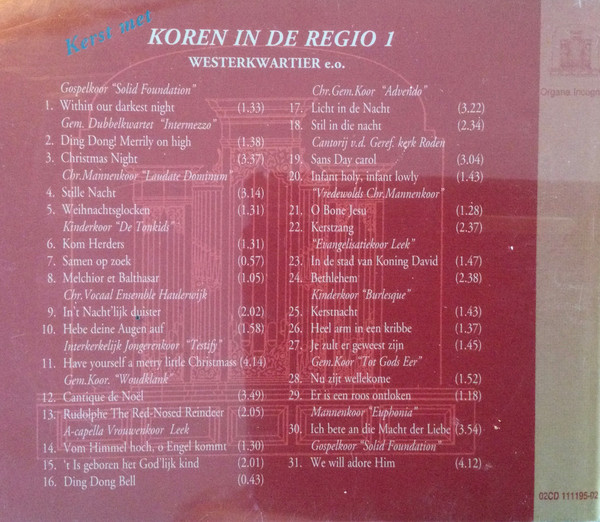 Kerst met
KOREN IN DE REGIO 1
WESTERKWARTIER e.o.
Gospelkoor "Solid Foundation"
1. Within our darkest night (1.33)
Gem. Dubbelkwartet "Intermezzo"
2. Ding Dong! Merrily on high (1.38)
3. Christmas Night (3.37)
Chr.Mannenkoor "Laudate Dominum"
4. Stille Nacht (3.14)
5. Weihnachtsglocken (1.31)
Kinderkoor "De Tonkids"
6. Kom Herders (1.31)
7. Samen op zoek (0.57)
8. Melchior et Balthasar (1.05)
Chr.Vocaal Ensemble Haulerwijk
9. In't Nacht'lijk duister (2.02)
10. Hebe deine Augen auf (1.58)
Interkerkelijk Jongerenkoor "Testify"
11. Have yourself a merry little Christmass (4.14)
Gem.Koor. "Woudklank"
12. Cantique de Noël (3.49)
13. Rudolphe The Red-Nosed Reindeer (2.05)
A-capella Vrouwenkoor Leek
14. Vom Himmel hoch, o Engel kommt (1.30)
15. 't Is geboren het God'lijk kind (2.01)
16. Ding Dong Bell (0.43)
Chr.Gem.Koor "Advendo"
17. Licht in de Nacht (3.22)
18. Stil in die nacht (2.34)
Cantorij v.d. Geref. kerk Roden
19. Sans Day carol (3.04)
20. Infant holy, infant lowly (1.43)
"Vredewolds Chr.Mannenkoor"
21. O Bone Jesu (1.28)
22. Kerstzang (2.37)
"Evangelisatiekoor Leek"
23. In de stad van Koning David (1.47)
24. Bethlehem (2.38)
Kinderkoor "Burlesque"
25. Kerstnacht (1.43)
26. Heel arm in een kribbe (1.37)
27. Je zult er geweest zijn (1.45)
Gem.Koor "Tot Gods Eer"
28. Nu zijt wellekome (1.52)
29. Er is een roos ontloken (1.18)
Mannenkoor "Euphonia"
30. Ich bete an die Macht der Liebe (3.54)
Gospelkoor "Solid Foundation"
31. We will adore Him (4.12)
02CD 111195-02